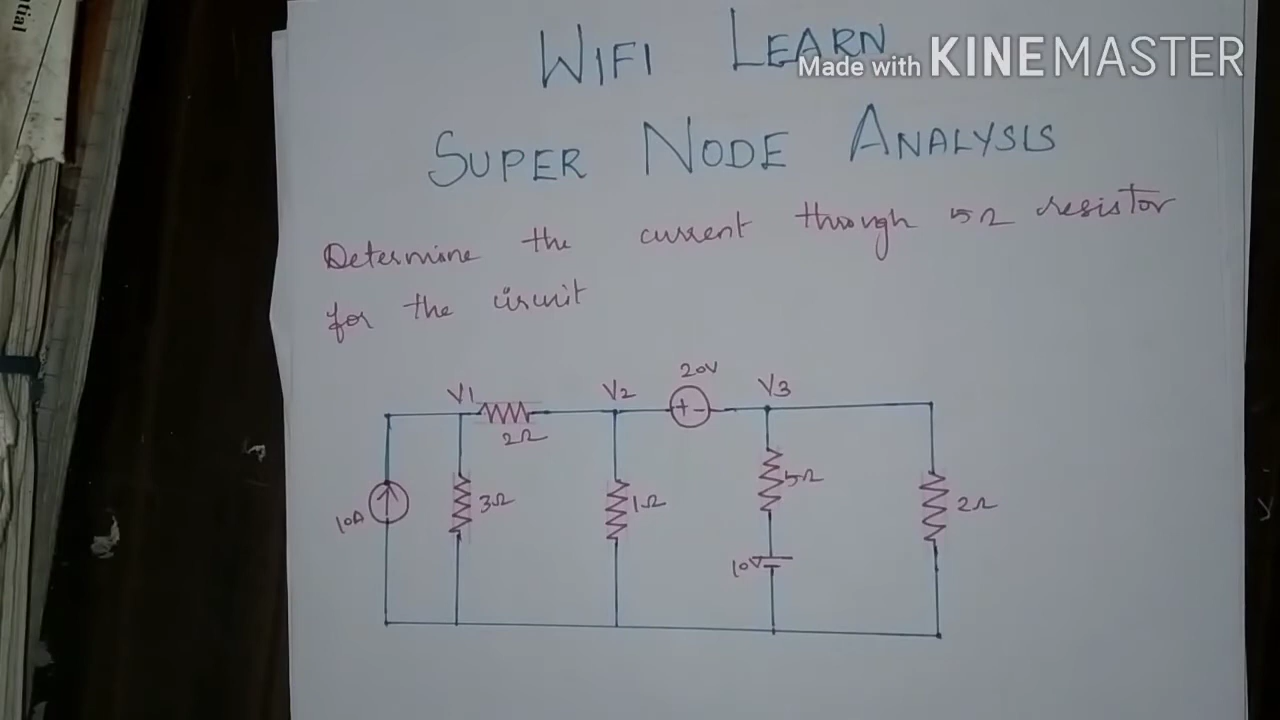 ntial
WIFI LEARN
Made with KINEMASTER
SUPER NODE ANALYSIS
Determine the current through 5Ω resistor
for the circuit
20V
V1 V2 V3
+ -
2Ω
3Ω 1Ω 5Ω 2Ω
10A
10V